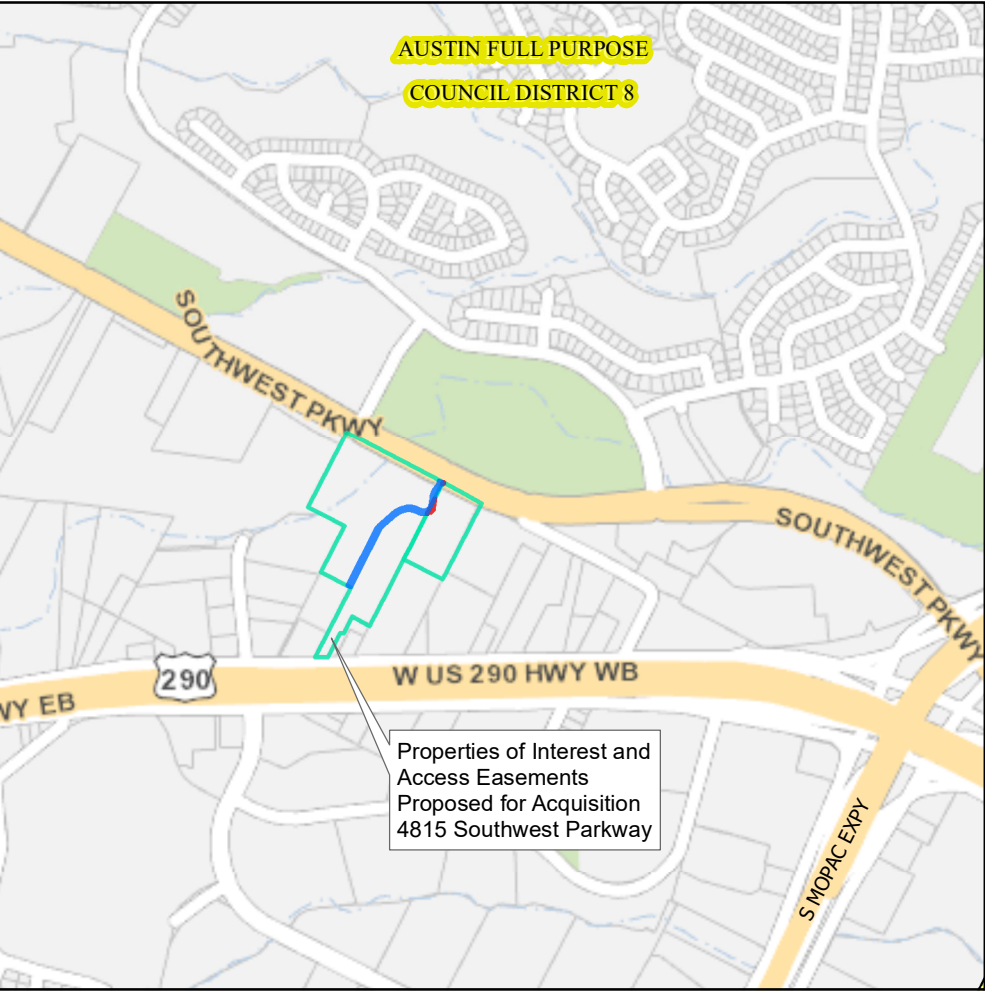 AUSTIN FULL PURPOSE
COUNCIL DISTRICT 8
SOUTHWEST PKWY
SOUTHWEST PKWY
290
W US 290 HWY WB
WY EB
Properties of Interest and
Access Easements
Proposed for Acquisition
4815 Southwest Parkway
S MOPAC EXPY